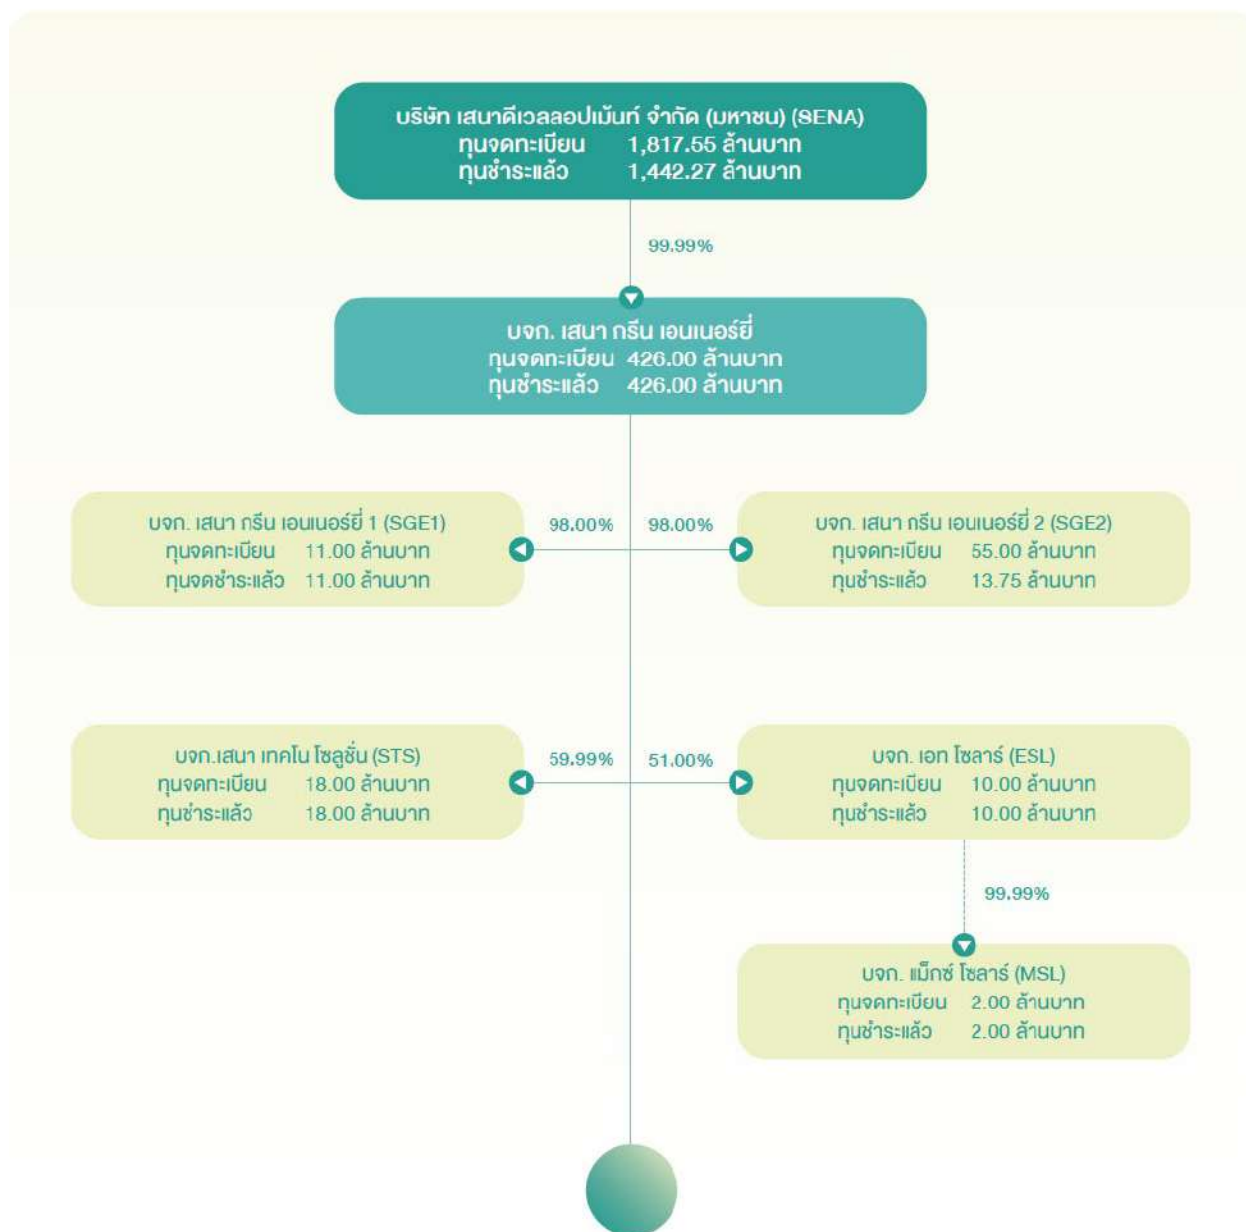 บริษัท เสนาดีเวลลอปเม้นท์ จำกัด (มหาชน) (SENA)
ทุนจดทะเบียน 1,817.55 ล้านบาท
ทุนชำระแล้ว 1,442.27 ล้านบาท
99.99%
บจก. เสนา กรีน เอนเนอร์ยี่
ทุนจดทะเบียน 426.00 ล้านบาท
ทุนชำระแล้ว 426.00 ล้านบาท
บจก. เสนา กรีน เอนเนอร์ยี่ 1 (SGE1)
ทุนจดทะเบียน 11.00 ล้านบาท
ทุนจดชำระแล้ว 11.00 ล้านบาท
98.00%
98.00%
บจก. เสนา กรีน เอนเนอร์ยี่ 2 (SGE2)
ทุนจดทะเบียน 55.00 ล้านบาท
ทุนชำระแล้ว 13.75 ล้านบาท
บจก.เสนา เทคโน โซลูชั่น (STS)
ทุนจดทะเบียน 18.00 ล้านบาท
ทุนชำระแล้ว 18.00 ล้านบาท
59.99%
51.00%
บจก. เอท โซลาร์ (ESL)
ทุนจดทะเบียน 10.00 ล้านบาท
ทุนชำระแล้ว 10.00 ล้านบาท
99.99%
บจก. แม็กซ์ โซลาร์ (MSL)
ทุนจดทะเบียน 2.00 ล้านบาท
ทุนชำระแล้ว 2.00 ล้านบาท